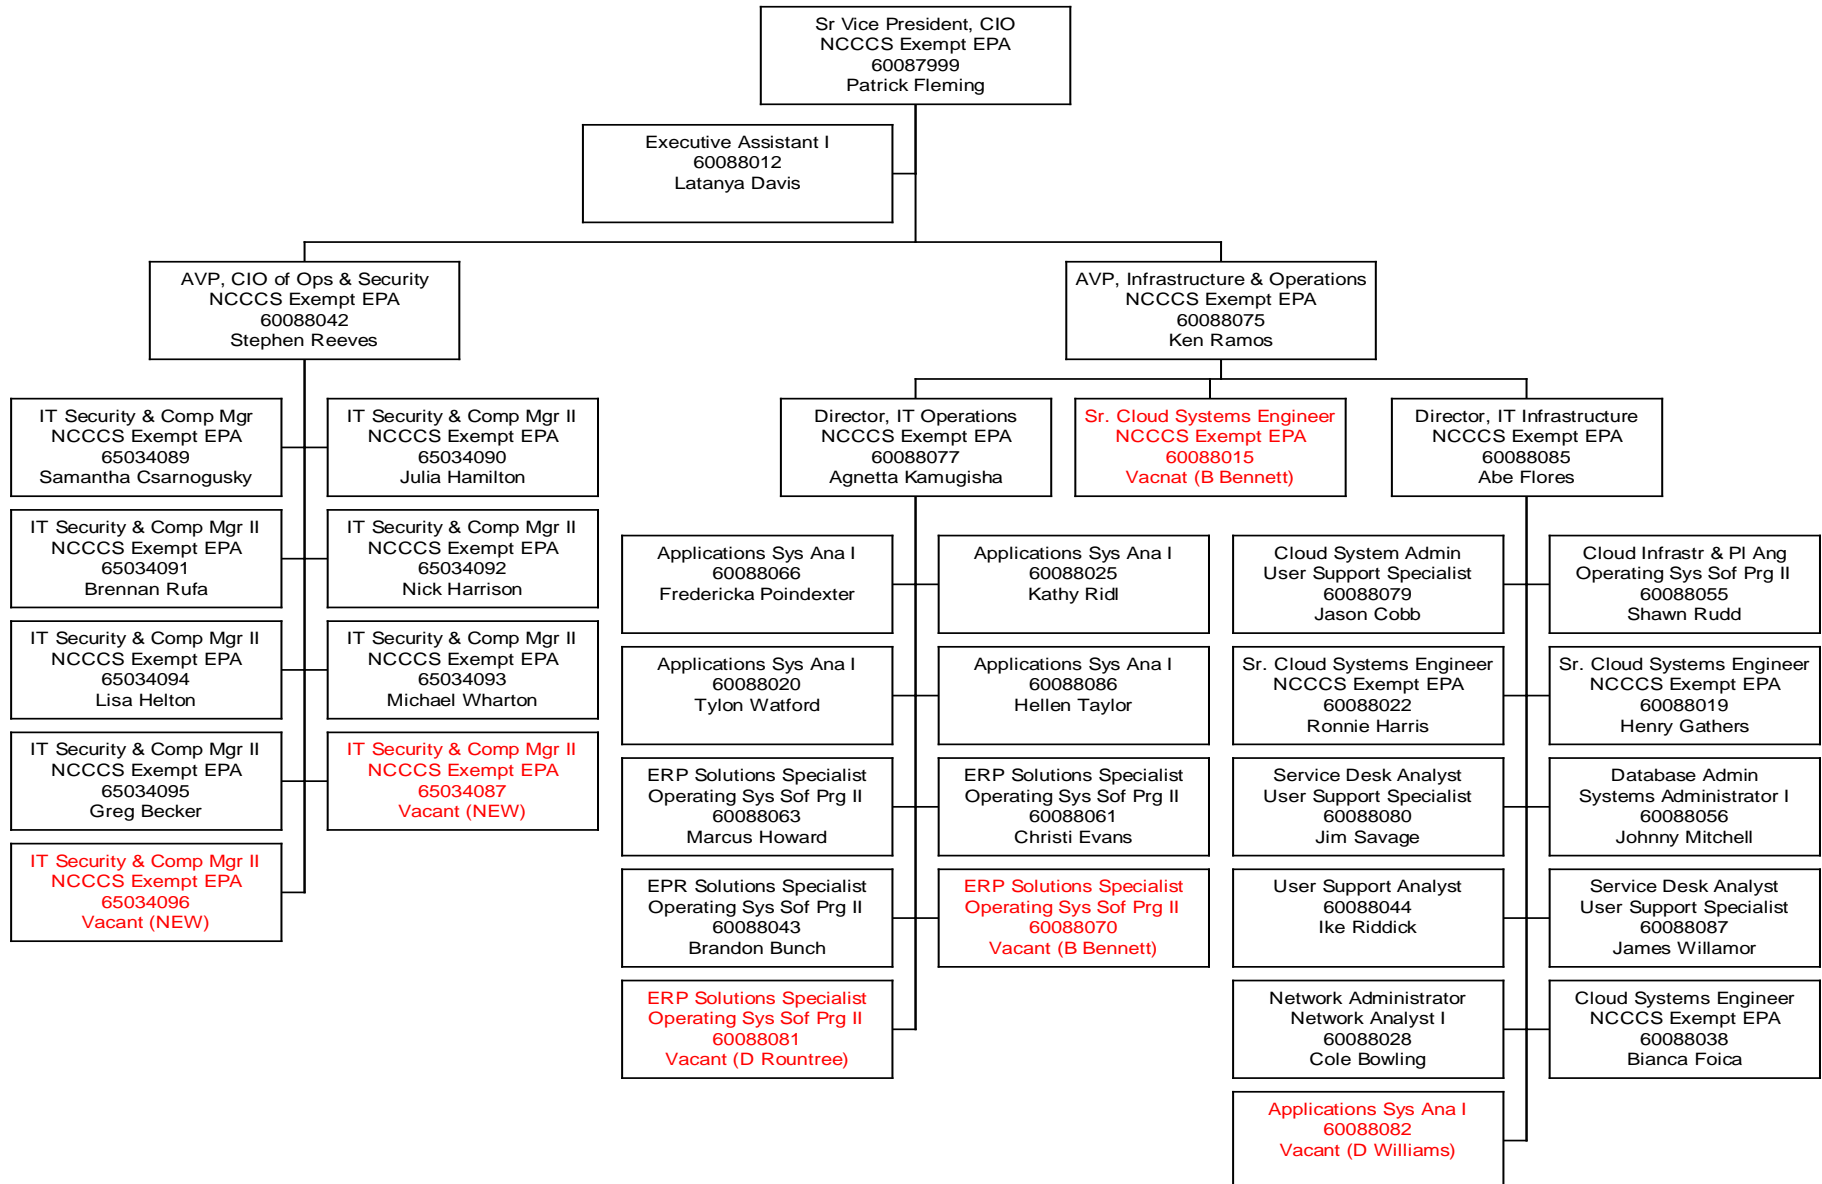 Sr Vice President, CIO
NCCCS Exempt EPA
60087999
Patrick Fleming
Executive Assistant I
60088012
Latanya Davis
AVP, CIO of Ops & Security
NCCCS Exempt EPA
60088042
Stephen Reeves
AVP, Infrastructure & Operations
NCCCS Exempt EPA
60088075
Ken Ramos
IT Security & Comp Mgr
NCCCS Exempt EPA
65034089
Samantha Csarnogusky
IT Security & Comp Mgr II
NCCCS Exempt EPA
65034090
Julia Hamilton
IT Security & Comp Mgr II
NCCCS Exempt EPA
65034091
Brennan Rufa
IT Security & Comp Mgr II
NCCCS Exempt EPA
65034092
Nick Harrison
IT Security & Comp Mgr II
NCCCS Exempt EPA
65034094
Lisa Helton
IT Security & Comp Mgr II
NCCCS Exempt EPA
65034093
Michael Wharton
IT Security & Comp Mgr II
NCCCS Exempt EPA
65034095
Greg Becker
IT Security & Comp Mgr II
NCCCS Exempt EPA
65034087
Vacant (NEW)
IT Security & Comp Mgr II
NCCCS Exempt EPA
65034096
Vacant (NEW)
Director, IT Operations
NCCCS Exempt EPA
60088077
Agnetta Kamugisha
Sr. Cloud Systems Engineer
NCCCS Exempt EPA
60088015
Vacnat (B Bennett)
Director, IT Infrastructure
NCCCS Exempt EPA
60088085
Abe Flores
Applications Sys Ana I
60088066
Fredericka Poindexter
Applications Sys Ana I
60088025
Kathy Ridl
Applications Sys Ana I
60088020
Tylon Watford
Applications Sys Ana I
60088086
Hellen Taylor
ERP Solutions Specialist
Operating Sys Sof Prg II
60088063
Marcus Howard
ERP Solutions Specialist
Operating Sys Sof Prg II
60088061
Christi Evans
EPR Solutions Specialist
Operating Sys Sof Prg II
60088043
Brandon Bunch
ERP Solutions Specialist
Operating Sys Sof Prg II
60088070
Vacant (B Bennett)
ERP Solutions Specialist
Operating Sys Sof Prg II
60088081
Vacant (D Rountree)
Cloud System Admin
User Support Specialist
60088079
Jason Cobb
Cloud Infrastr & Pl Ang
Operating Sys Sof Prg II
60088055
Shawn Rudd
Sr. Cloud Systems Engineer
NCCCS Exempt EPA
60088022
Ronnie Harris
Sr. Cloud Systems Engineer
NCCCS Exempt EPA
60088019
Henry Gathers
Service Desk Analyst
User Support Specialist
60088080
Jim Savage
Database Admin
Systems Administrator I
60088056
Johnny Mitchell
User Support Analyst
60088044
Ike Riddick
Service Desk Analyst
User Support Specialist
60088087
James Willamor
Network Administrator
Network Analyst I
60088028
Cole Bowling
Cloud Systems Engineer
NCCCS Exempt EPA
60088038
Bianca Foica
Applications Sys Ana I
60088082
Vacant (D Williams)